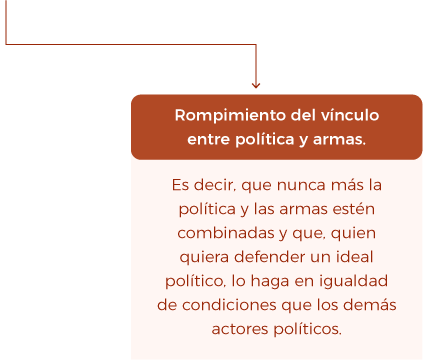 Rompimiento del vínculo
entre política y armas.
Es decir, que nunca más la
política y las armas estén
combinadas y que, quien
quiera defender un ideal
político, lo haga en igualdad
de condiciones que los demás
actores políticos.